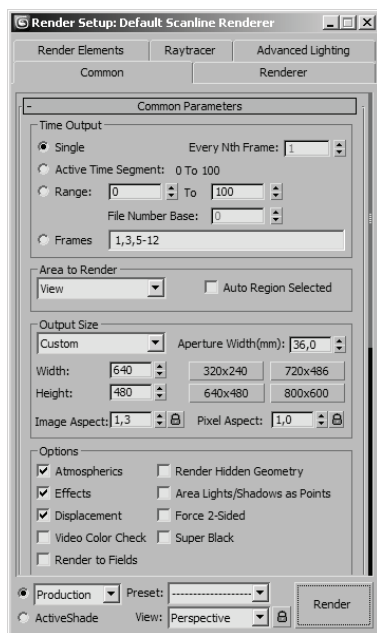 Render Setup: Default Scanline Renderer
Render Elements Raytracer Advanced Lighting
Common Renderer
- Common Parameters
Time Output
Single Every Nth Frame: 1
Active Time Segment: 0 To 100
Range: 0 To 100
File Number Base: 0
Frames 1,3,5-12
Area to Render
View Auto Region Selected
Output Size
Custom Aperture Width(mm): 36,0
Width: 640 320x240 720x486
Height: 480 640x480 800x600
Image Aspect: 1,3 Pixel Aspect: 1,0
Options
Atmospherics Render Hidden Geometry
Effects Area Lights/Shadows as Points
Displacement Force 2-Sided
Video Color Check Super Black
Render to Fields
Production Preset: --------------------
ActiveShade View: Perspective Render